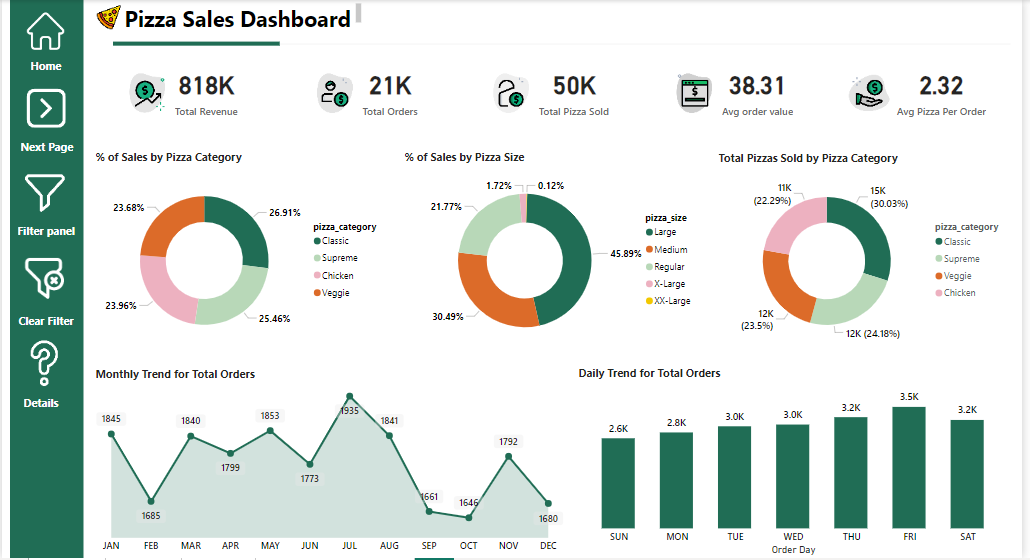 Pizza Sales Dashboard
Home
Next Page
Filter panel
Clear Filter
Details
818K
Total Revenue
21K
Total Orders
50K
Total Pizza Sold
38.31
Avg order value
2.32
Avg Pizza Per Order
% of Sales by Pizza Category
23.68%
26.91%
23.96%
25.46%
pizza_category
Classic
Supreme
Chicken
Veggie
% of Sales by Pizza Size
1.72%
0.12%
21.77%
45.89%
30.49%
pizza_size
Large
Medium
Regular
X-Large
XX-Large
Total Pizzas Sold by Pizza Category
11K
(22.29%)
15K
(30.03%)
12K
(23.5%)
12K (24.18%)
pizza_category
Classic
Supreme
Veggie
Chicken
Monthly Trend for Total Orders
1845
1685
1840
1799
1853
1773
1935
1841
1661
1646
1792
1680
JAN
FEB
MAR
APR
MAY
JUN
JUL
AUG
SEP
OCT
NOV
DEC
Daily Trend for Total Orders
2.6K
2.8K
3.0K
3.0K
3.2K
3.5K
3.2K
SUN
MON
TUE
WED
THU
FRI
SAT
Order Day